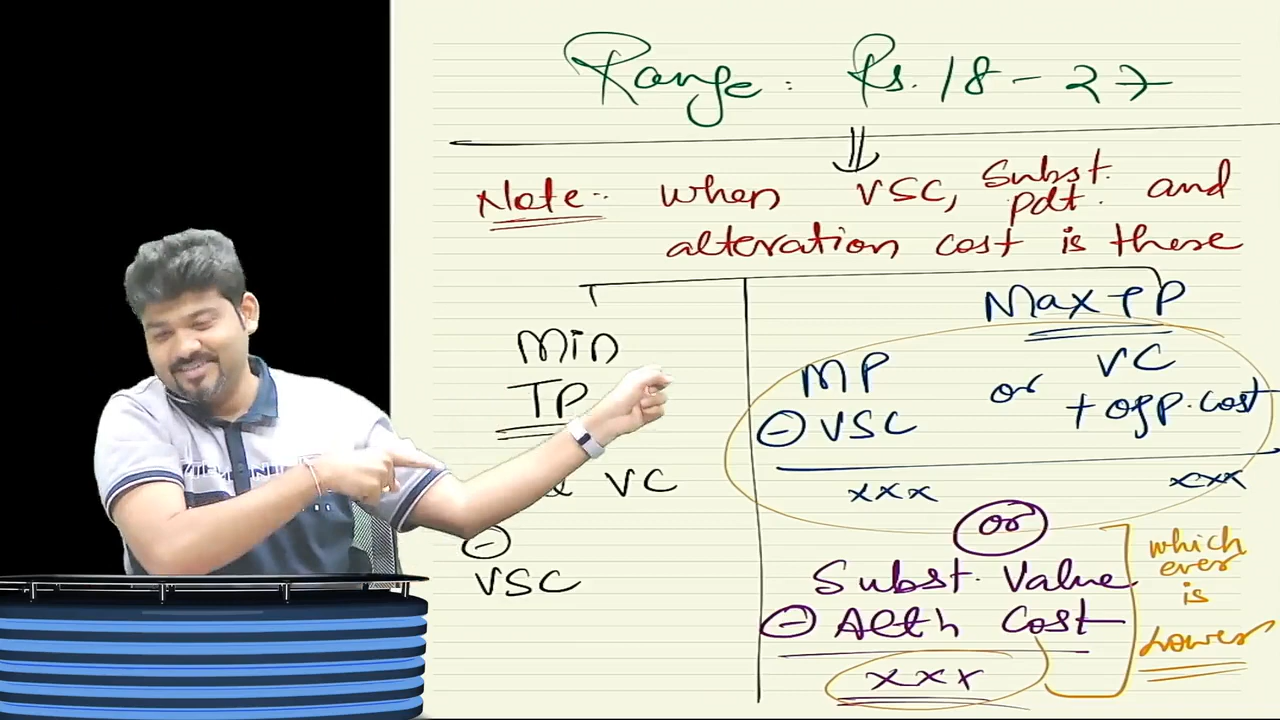 Range: Rs. 18 - 27
Note:- when VSC, Subst. pdt. and
alteration cost is there
Min
TP
VC
⊖
VSC
Max TP
MP
⊖ VSC
xxx
or
VC
+ opp. cost
xxx
or
Subst. Value
⊖ Altn Cost
xxx
which
ever
is
Lower